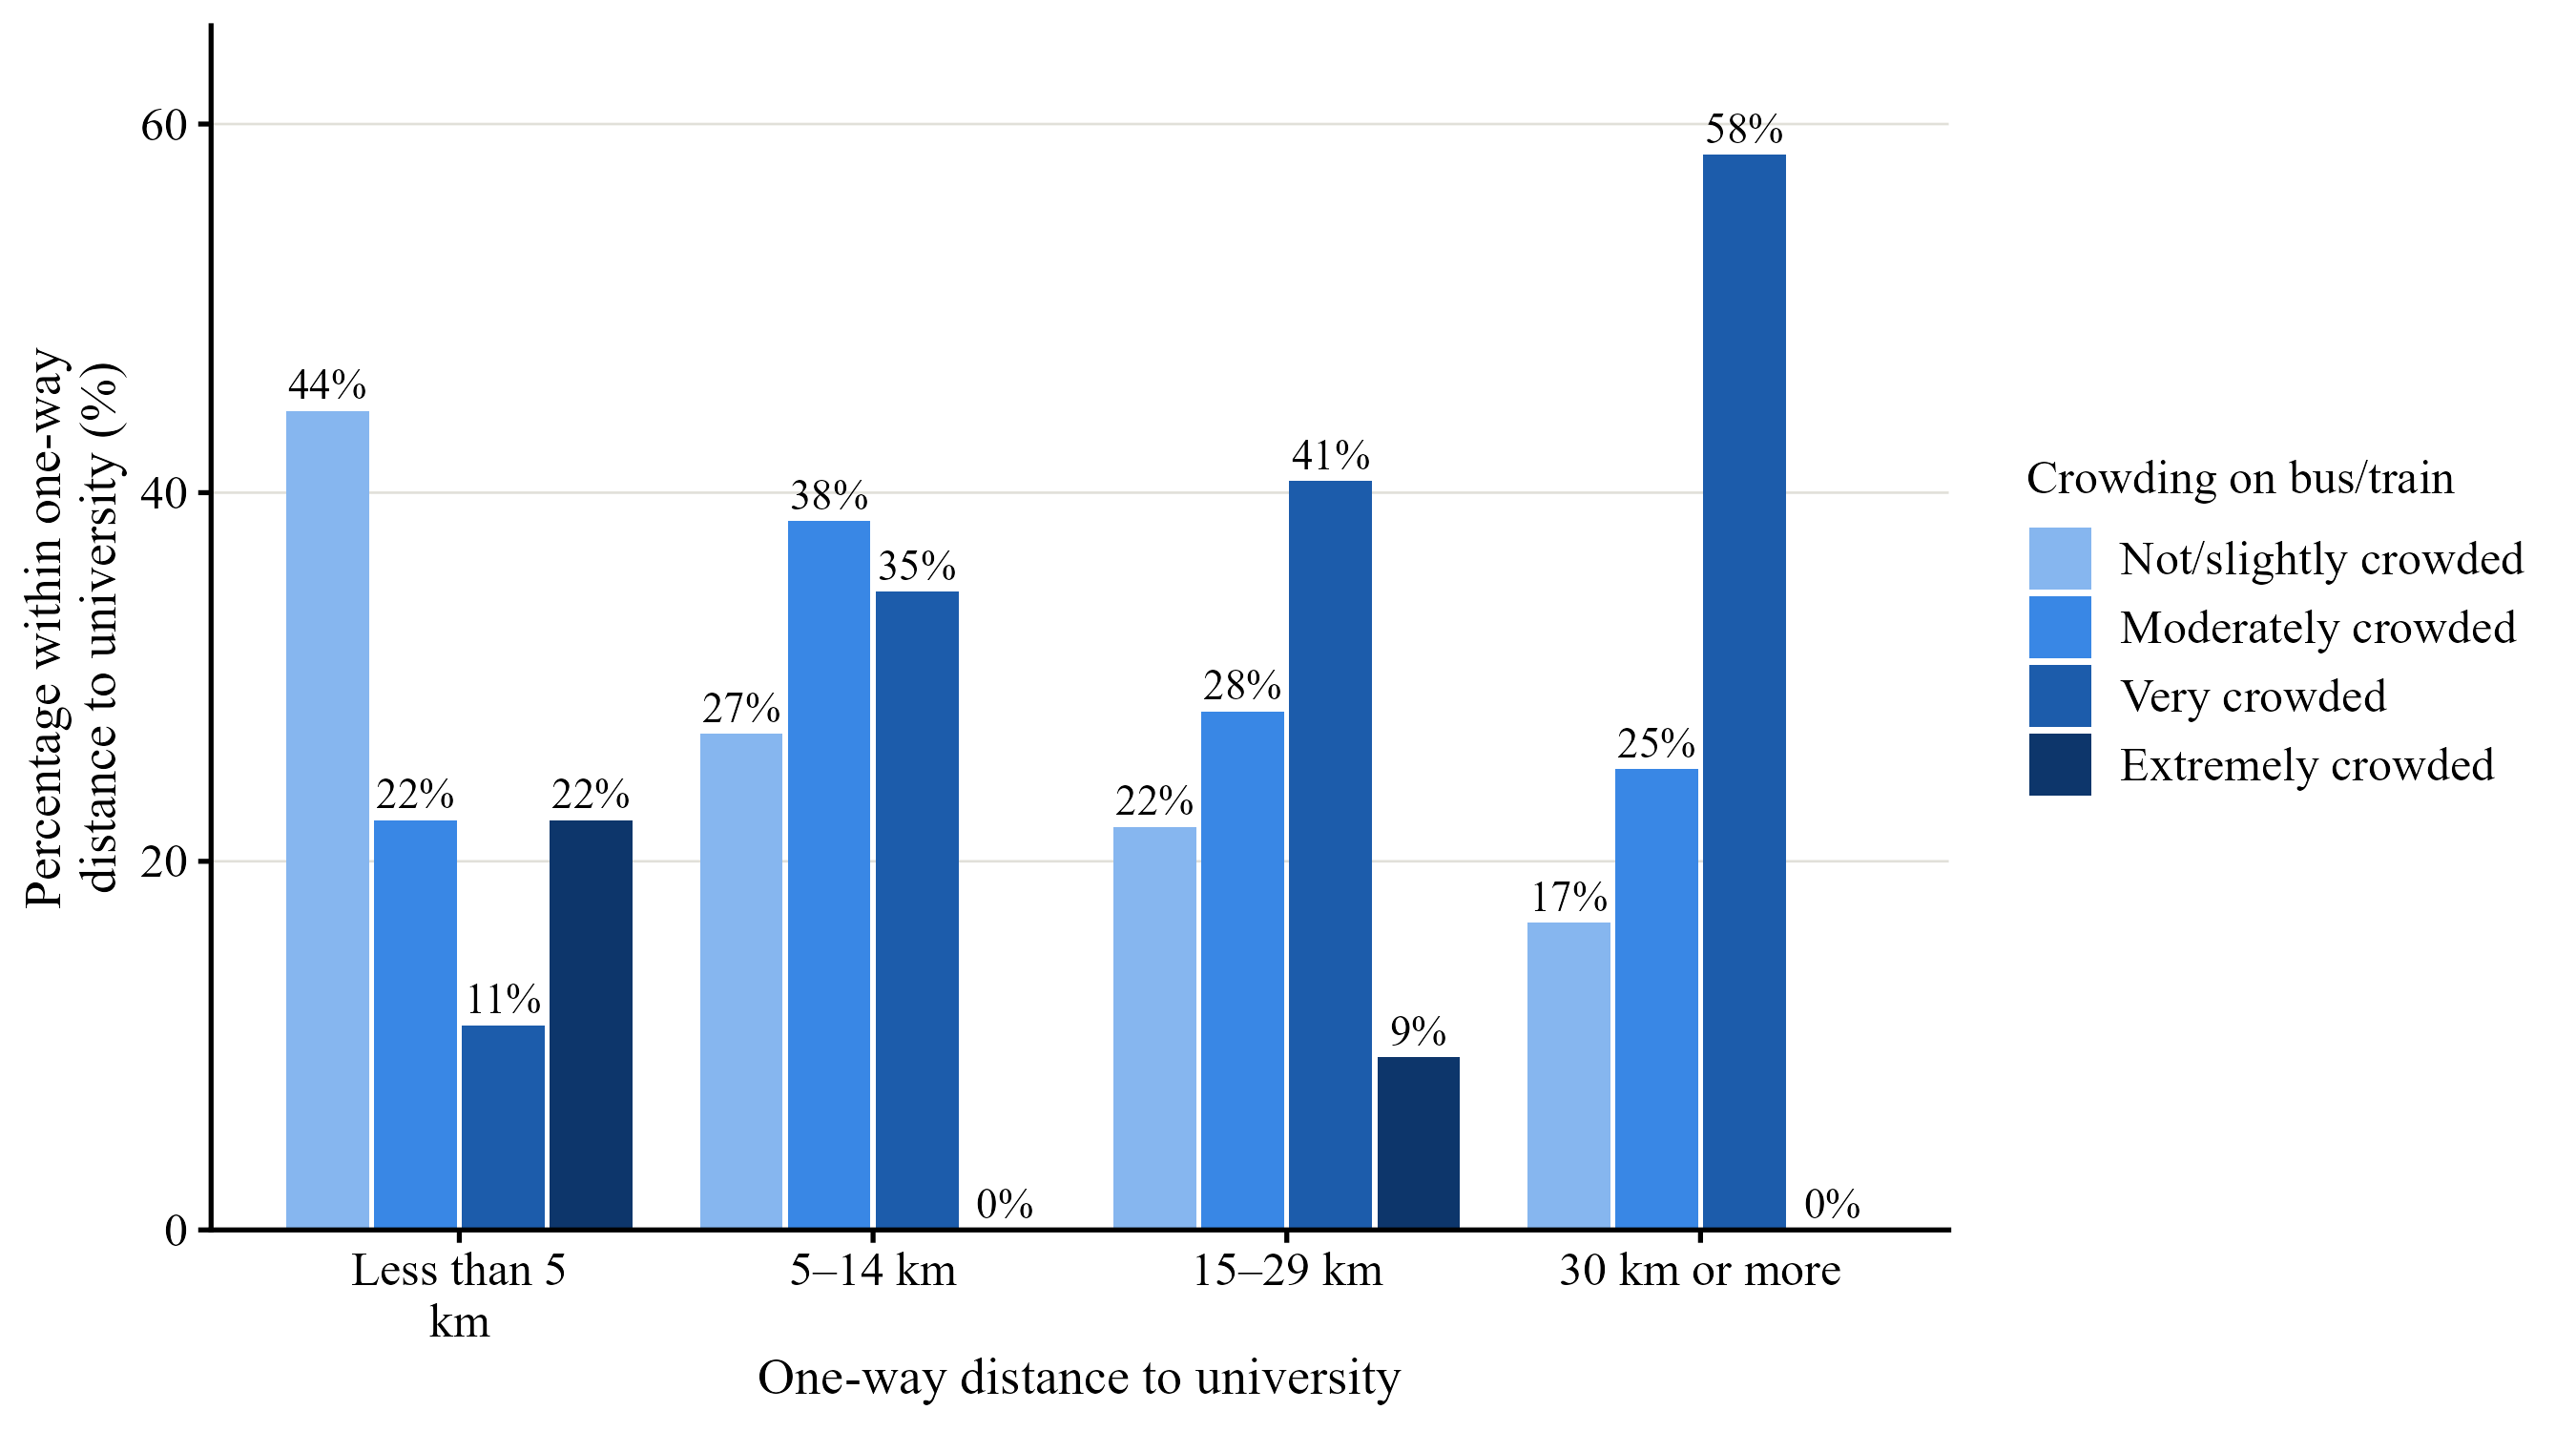 Percentage within one-way
distance to university (%)
60
40
20
0
44%
22%
11%
22%
27%
38%
35%
0%
22%
28%
41%
9%
17%
25%
58%
0%
Less than 5
km
5–14 km
15–29 km
30 km or more
One-way distance to university
Crowding on bus/train
Not/slightly crowded
Moderately crowded
Very crowded
Extremely crowded